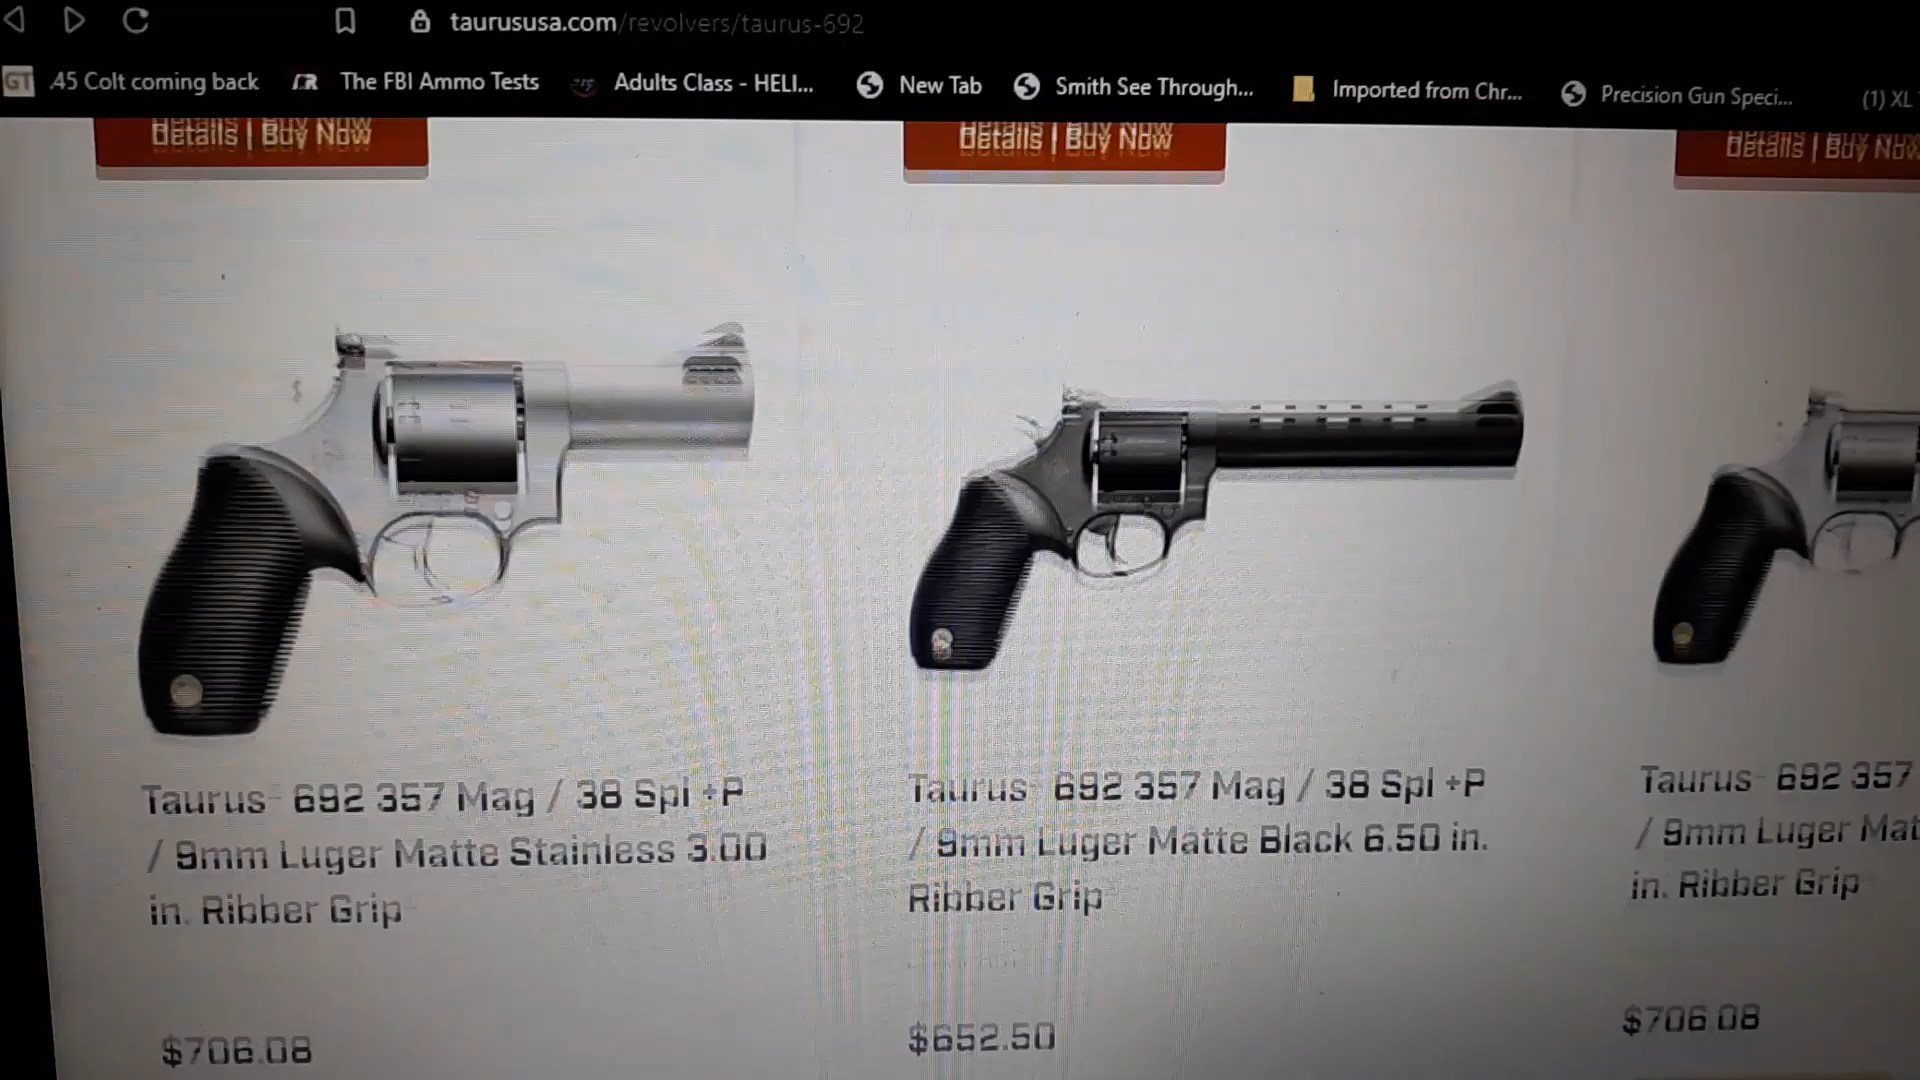 taurususa.com/revolvers/taurus-692
GT .45 Colt coming back The FBI Ammo Tests Adults Class - HELI... New Tab Smith See Through... Imported from Chr... Precision Gun Speci... (1) XL
Details | Buy Now Details | Buy Now Details | Buy Now
Taurus 692 357 Mag / 38 Spl +P
/ 9mm Luger Matte Stainless 3.00
in. Ribber Grip
$706.08
Taurus 692 357 Mag / 38 Spl +P
/ 9mm Luger Matte Black 6.50 in.
Ribber Grip
$652.50
Taurus 692 357
/ 9mm Luger Mat
in. Ribber Grip
$706.08